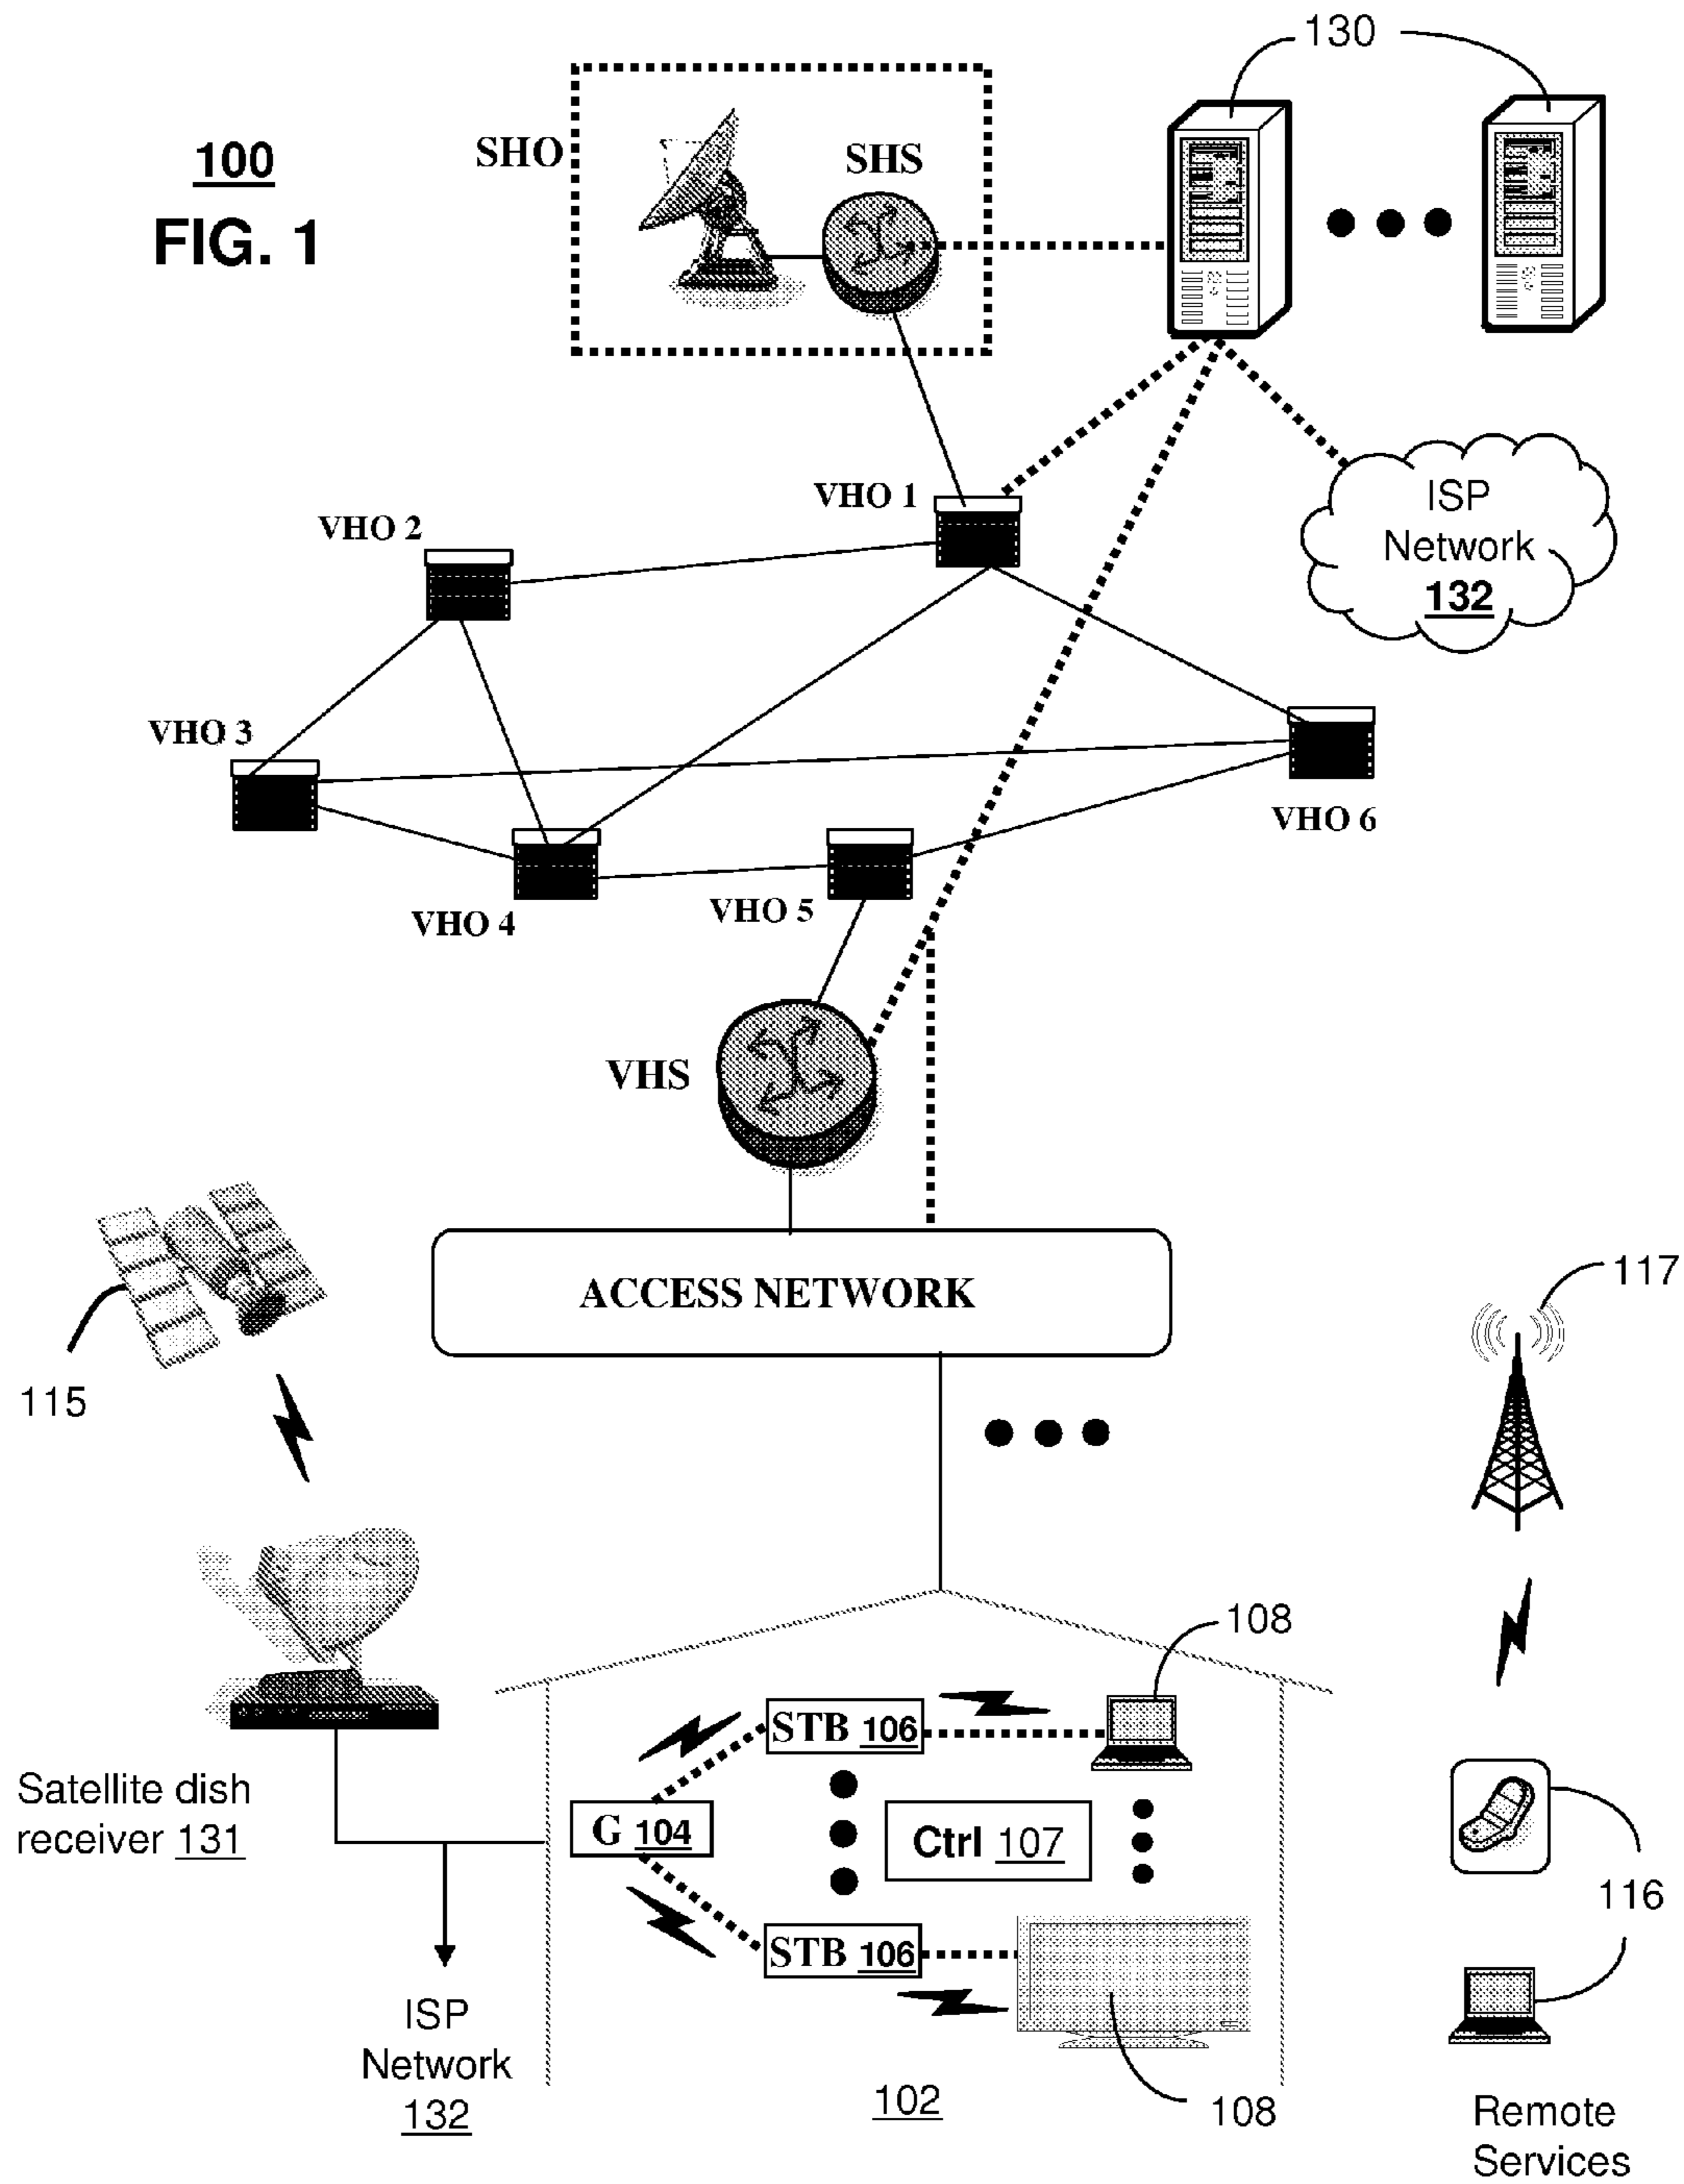 130
100
FIG. 1
SHO
SHS
VHO 1
ISP
Network
132
VHO 2
VHO 3
VHO 6
VHO 4
VHO 5
VHS
ACCESS NETWORK
117
115
108
STB 106
Satellite dish
receiver 131
G 104
Ctrl 107
116
STB 106
ISP
Network
132
102
108
Remote
Services